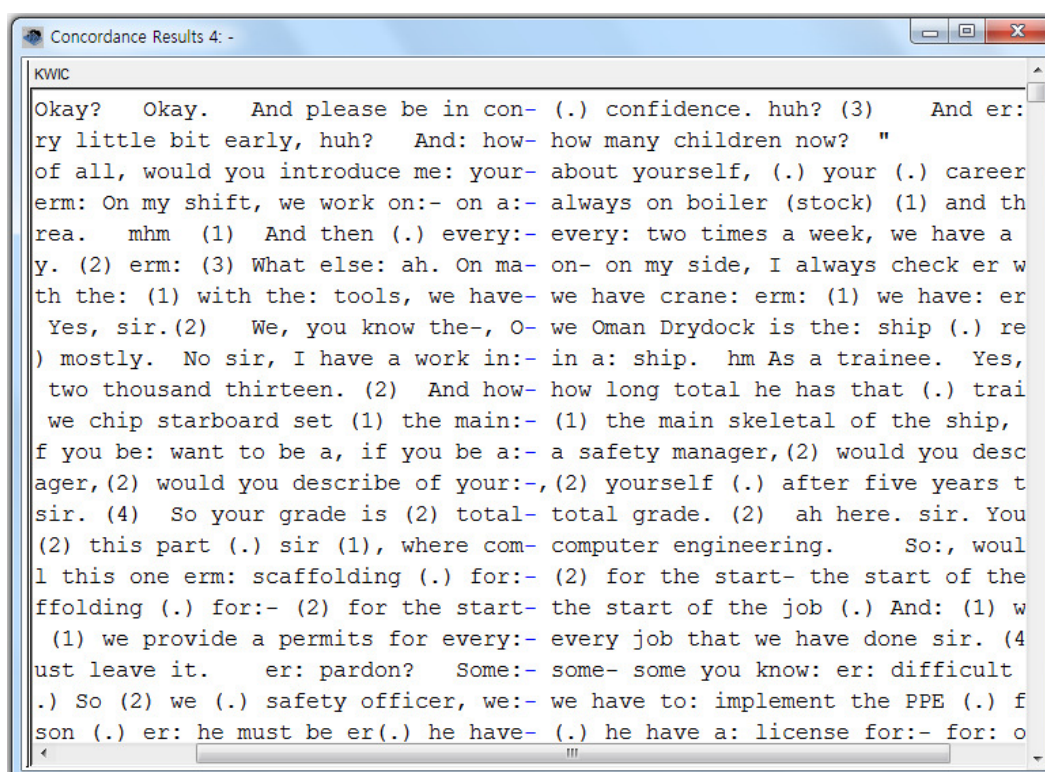 Concordance Results 4: -
KWIC
Okay?   Okay.   And please be in con- (.) confidence. huh? (3)    And er:
ry little bit early, huh?   And: how- how many children now?  "
of all, would you introduce me: your- about yourself, (.) your (.) career
erm: On my shift, we work on:- on a:- always on boiler (stock) (1) and th
rea.   mhm  (1)  And then (.) every:- every: two times a week, we have a
y. (2) erm: (3) What else: ah. On ma- on- on my side, I always check er w
th the: (1) with the: tools, we have- we have crane: erm: (1) we have: er
Yes, sir.(2)   We, you know the-, O- we Oman Drydock is the: ship (.) re
) mostly.  No sir, I have a work in:- in a: ship.  hm As a trainee.  Yes,
two thousand thirteen. (2)  And how- how long total he has that (.) trai
we chip starboard set (1) the main:- (1) the main skeletal of the ship,
f you be: want to be a, if you be a:- a safety manager,(2) would you desc
ager,(2) would you describe of your:-,(2) yourself (.) after five years t
sir. (4)  So your grade is (2) total- total grade. (2)  ah here. sir. You
(2) this part (.) sir (1), where com- computer engineering.     So:, woul
l this one erm: scaffolding (.) for:- (2) for the start- the start of the
ffolding (.) for:- (2) for the start- the start of the job (.) And: (1) w
(1) we provide a permits for every:- every job that we have done sir. (4
ust leave it.   er: pardon?   Some:- some- some you know: er: difficult
.) So (2) we (.) safety officer, we:- we have to: implement the PPE (.) f
son (.) er: he must be er(.) he have- (.) he have a: license for:- for: o